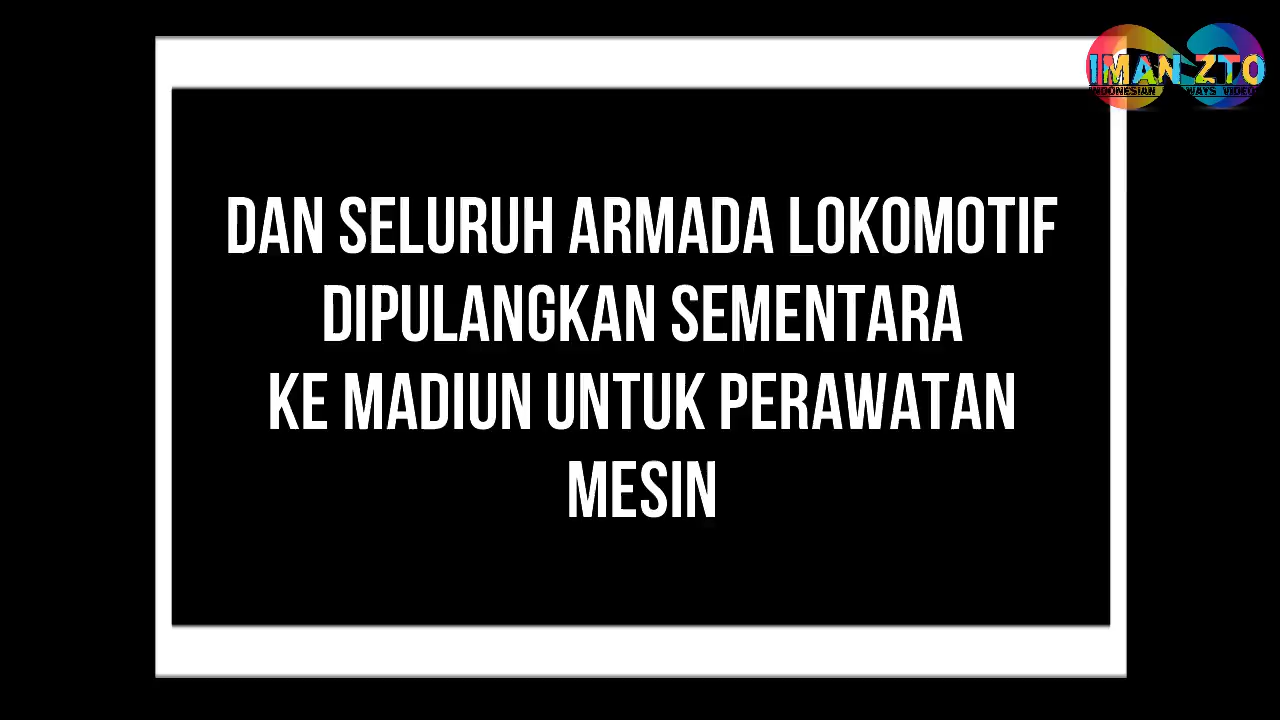 IMAN ZTO
DAN SELURUH ARMADA LOKOMOTIF
DIPULANGKAN SEMENTARA
KE MADIUN UNTUK PERAWATAN
MESIN